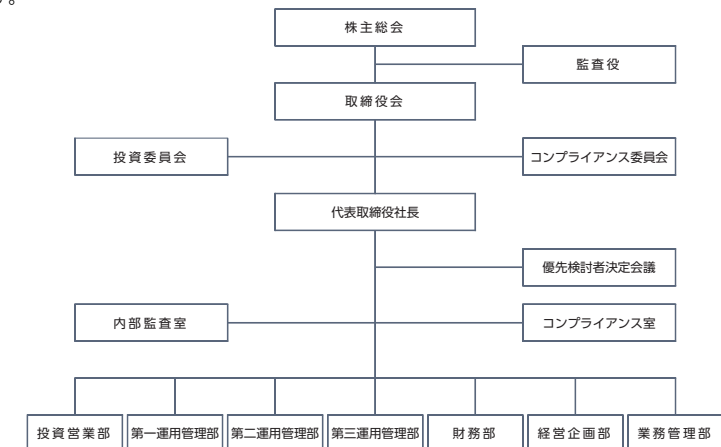 す。
株主総会
監査役
取締役会
投資委員会
コンプライアンス委員会
代表取締役社長
優先検討者決定会議
内部監査室
コンプライアンス室
投資営業部 第一運用管理部 第二運用管理部 第三運用管理部 財務部 経営企画部 業務管理部